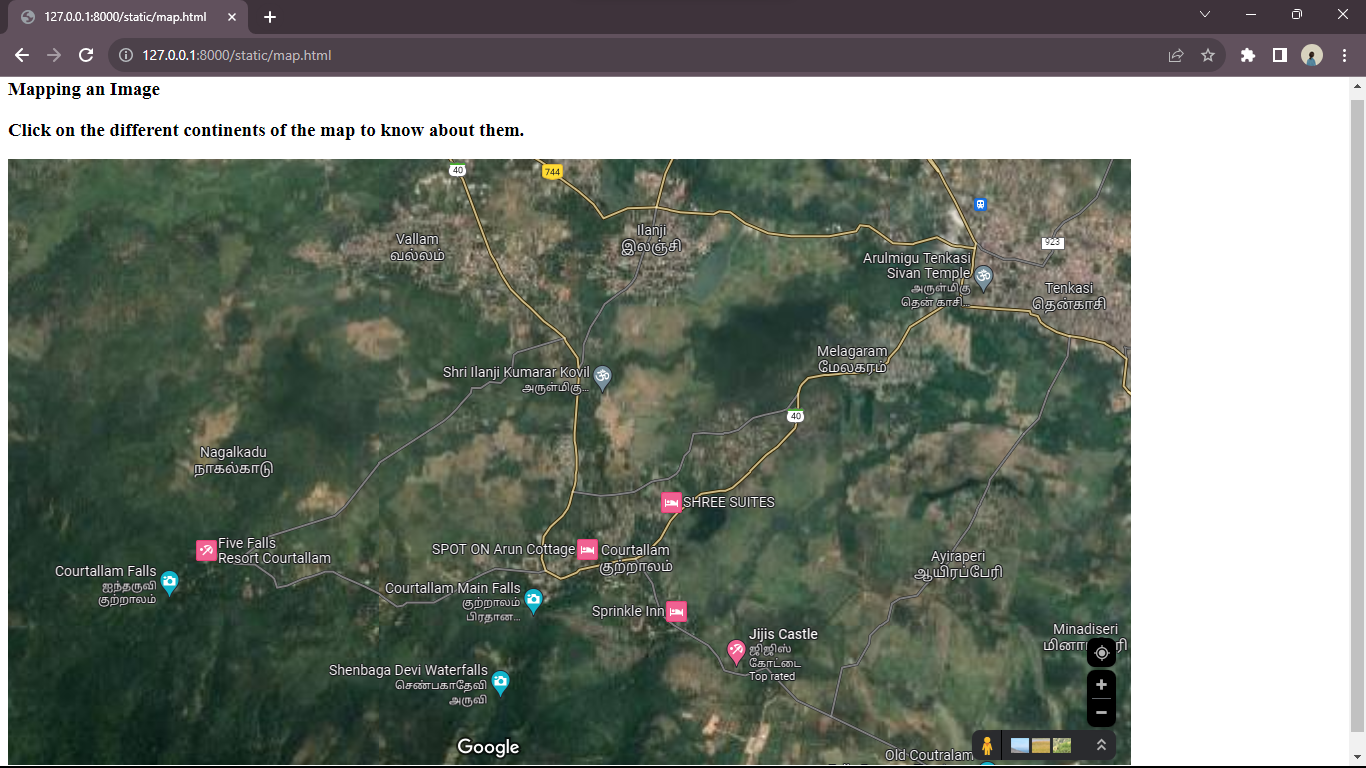 127.0.0.1:8000/static/map.html
127.0.0.1:8000/static/map.html
Mapping an Image
Click on the different continents of the map to know about them.
40
744
923
Vallam
வல்லம்
Ilanji
இலஞ்சி
Arulmigu Tenkasi
Sivan Temple
அருள்மிகு
தென் காசி...
Tenkasi
தென்காசி
Melagaram
மேலகரம்
Shri Ilanji Kumarar Kovil
அருள்மிகு...
40
Nagalkadu
நாகல்காடு
SHREE SUITES
Five Falls
Resort Courtallam
SPOT ON Arun Cottage
Courtallam
குற்றாலம்
Ayiraperi
ஆயிரப்பேரி
Courtallam Falls
ஐந்தருவி
குற்றாலம்
Courtallam Main Falls
குற்றாலம்
பிரதான...
Sprinkle Inn
Jijis Castle
ஜிஜிஸ்
கோட்டை
Top rated
Minadiseri
Shenbaga Devi Waterfalls
செண்பகாதேவி
அருவி
Google
Old Coutralam